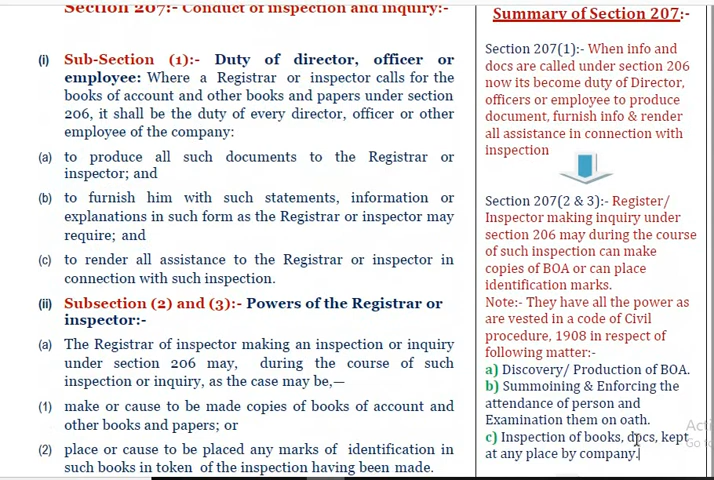 Section 207:- Conduct of inspection and inquiry:-
(i) Sub-Section (1):- Duty of director, officer or
employee: Where a Registrar or inspector calls for the
books of account and other books and papers under section
206, it shall be the duty of every director, officer or other
employee of the company:
(a) to produce all such documents to the Registrar or
inspector; and
(b) to furnish him with such statements, information or
explanations in such form as the Registrar or inspector may
require; and
(c) to render all assistance to the Registrar or inspector in
connection with such inspection.
(ii) Subsection (2) and (3):- Powers of the Registrar or
inspector:-
(a) The Registrar of inspector making an inspection or inquiry
under section 206 may, during the course of such
inspection or inquiry, as the case may be,—
(1) make or cause to be made copies of books of account and
other books and papers; or
(2) place or cause to be placed any marks of identification in
such books in token of the inspection having been made.
Summary of Section 207:-
Section 207(1):- When info and
docs are called under section 206
now its become duty of Director,
officers or employee to produce
document, furnish info & render
all assistance in connection with
inspection
Section 207(2 & 3):- Register/
Inspector making inquiry under
section 206 may during the course
of such inspection can make
copies of BOA or can place
identification marks.
Note:- They have all the power as
are vested in a code of Civil
procedure, 1908 in respect of
following matter:-
a) Discovery/ Production of BOA.
b) Summoining & Enforcing the
attendance of person and
Examination them on oath.
c) Inspection of books, docs, kept
at any place by company.